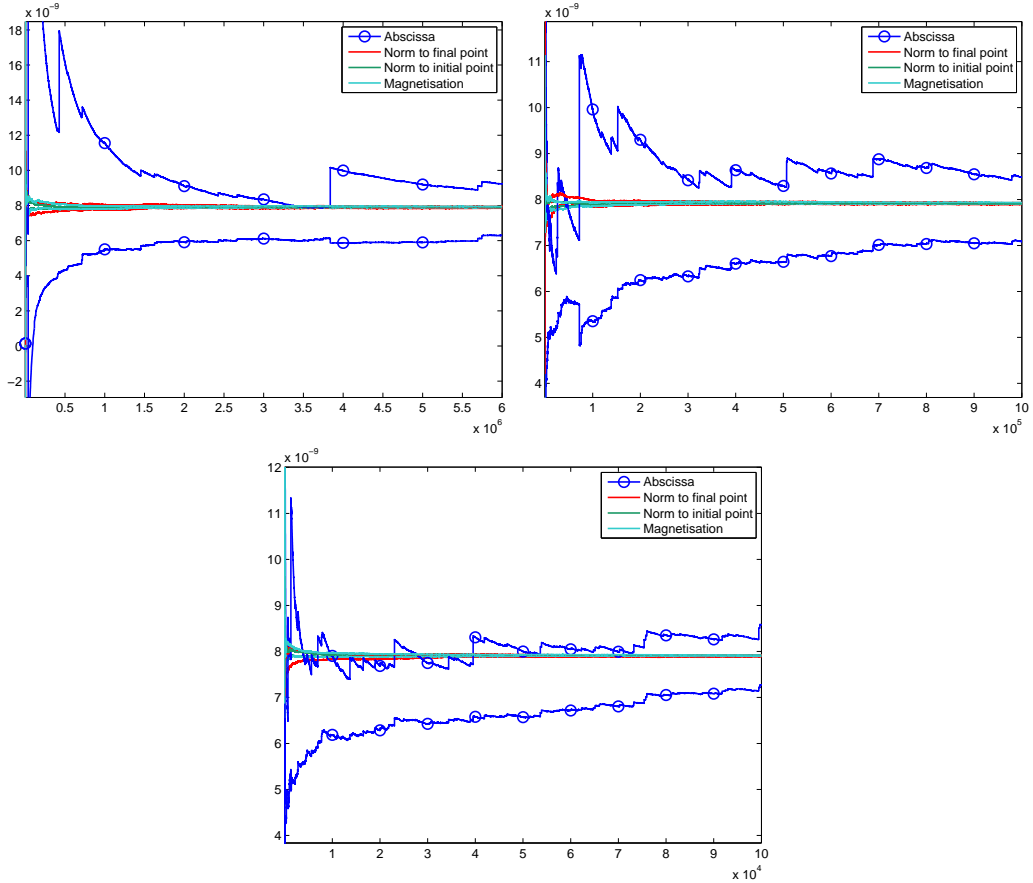 x 10^-9
18
16
14
12
10
8
6
4
2
0
−2
0.5 1 1.5 2 2.5 3 3.5 4 4.5 5 5.5 6
x 10^6
Abscissa
Norm to final point
Norm to initial point
Magnetisation
x 10^-9
11
10
9
8
7
6
5
4
1 2 3 4 5 6 7 8 9 10
x 10^5
Abscissa
Norm to final point
Norm to initial point
Magnetisation
x 10^-9
12
11
10
9
8
7
6
5
4
1 2 3 4 5 6 7 8 9 10
x 10^4
Abscissa
Norm to final point
Norm to initial point
Magnetisation